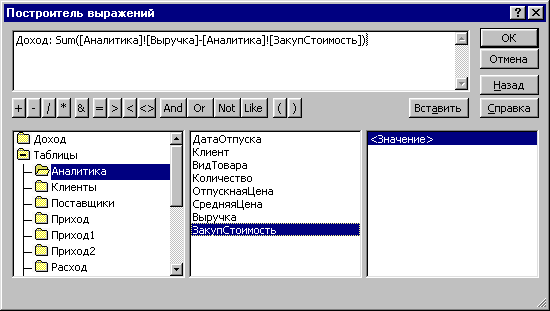 Построитель выражений
Доход: Sum([Аналитика]![Выручка]-[Аналитика]![ЗакупСтоимость])
OK
Отмена
Назад
+ - / * & = > < <> And Or Not Like ( )
Вставить
Справка
Доход
Таблицы
Аналитика
Клиенты
Поставщики
Приход
Приход1
Приход2
Расход
ДатаОтпуска
Клиент
ВидТовара
Количество
ОтпускнаяЦена
СредняяЦена
Выручка
ЗакупСтоимость
<Значение>